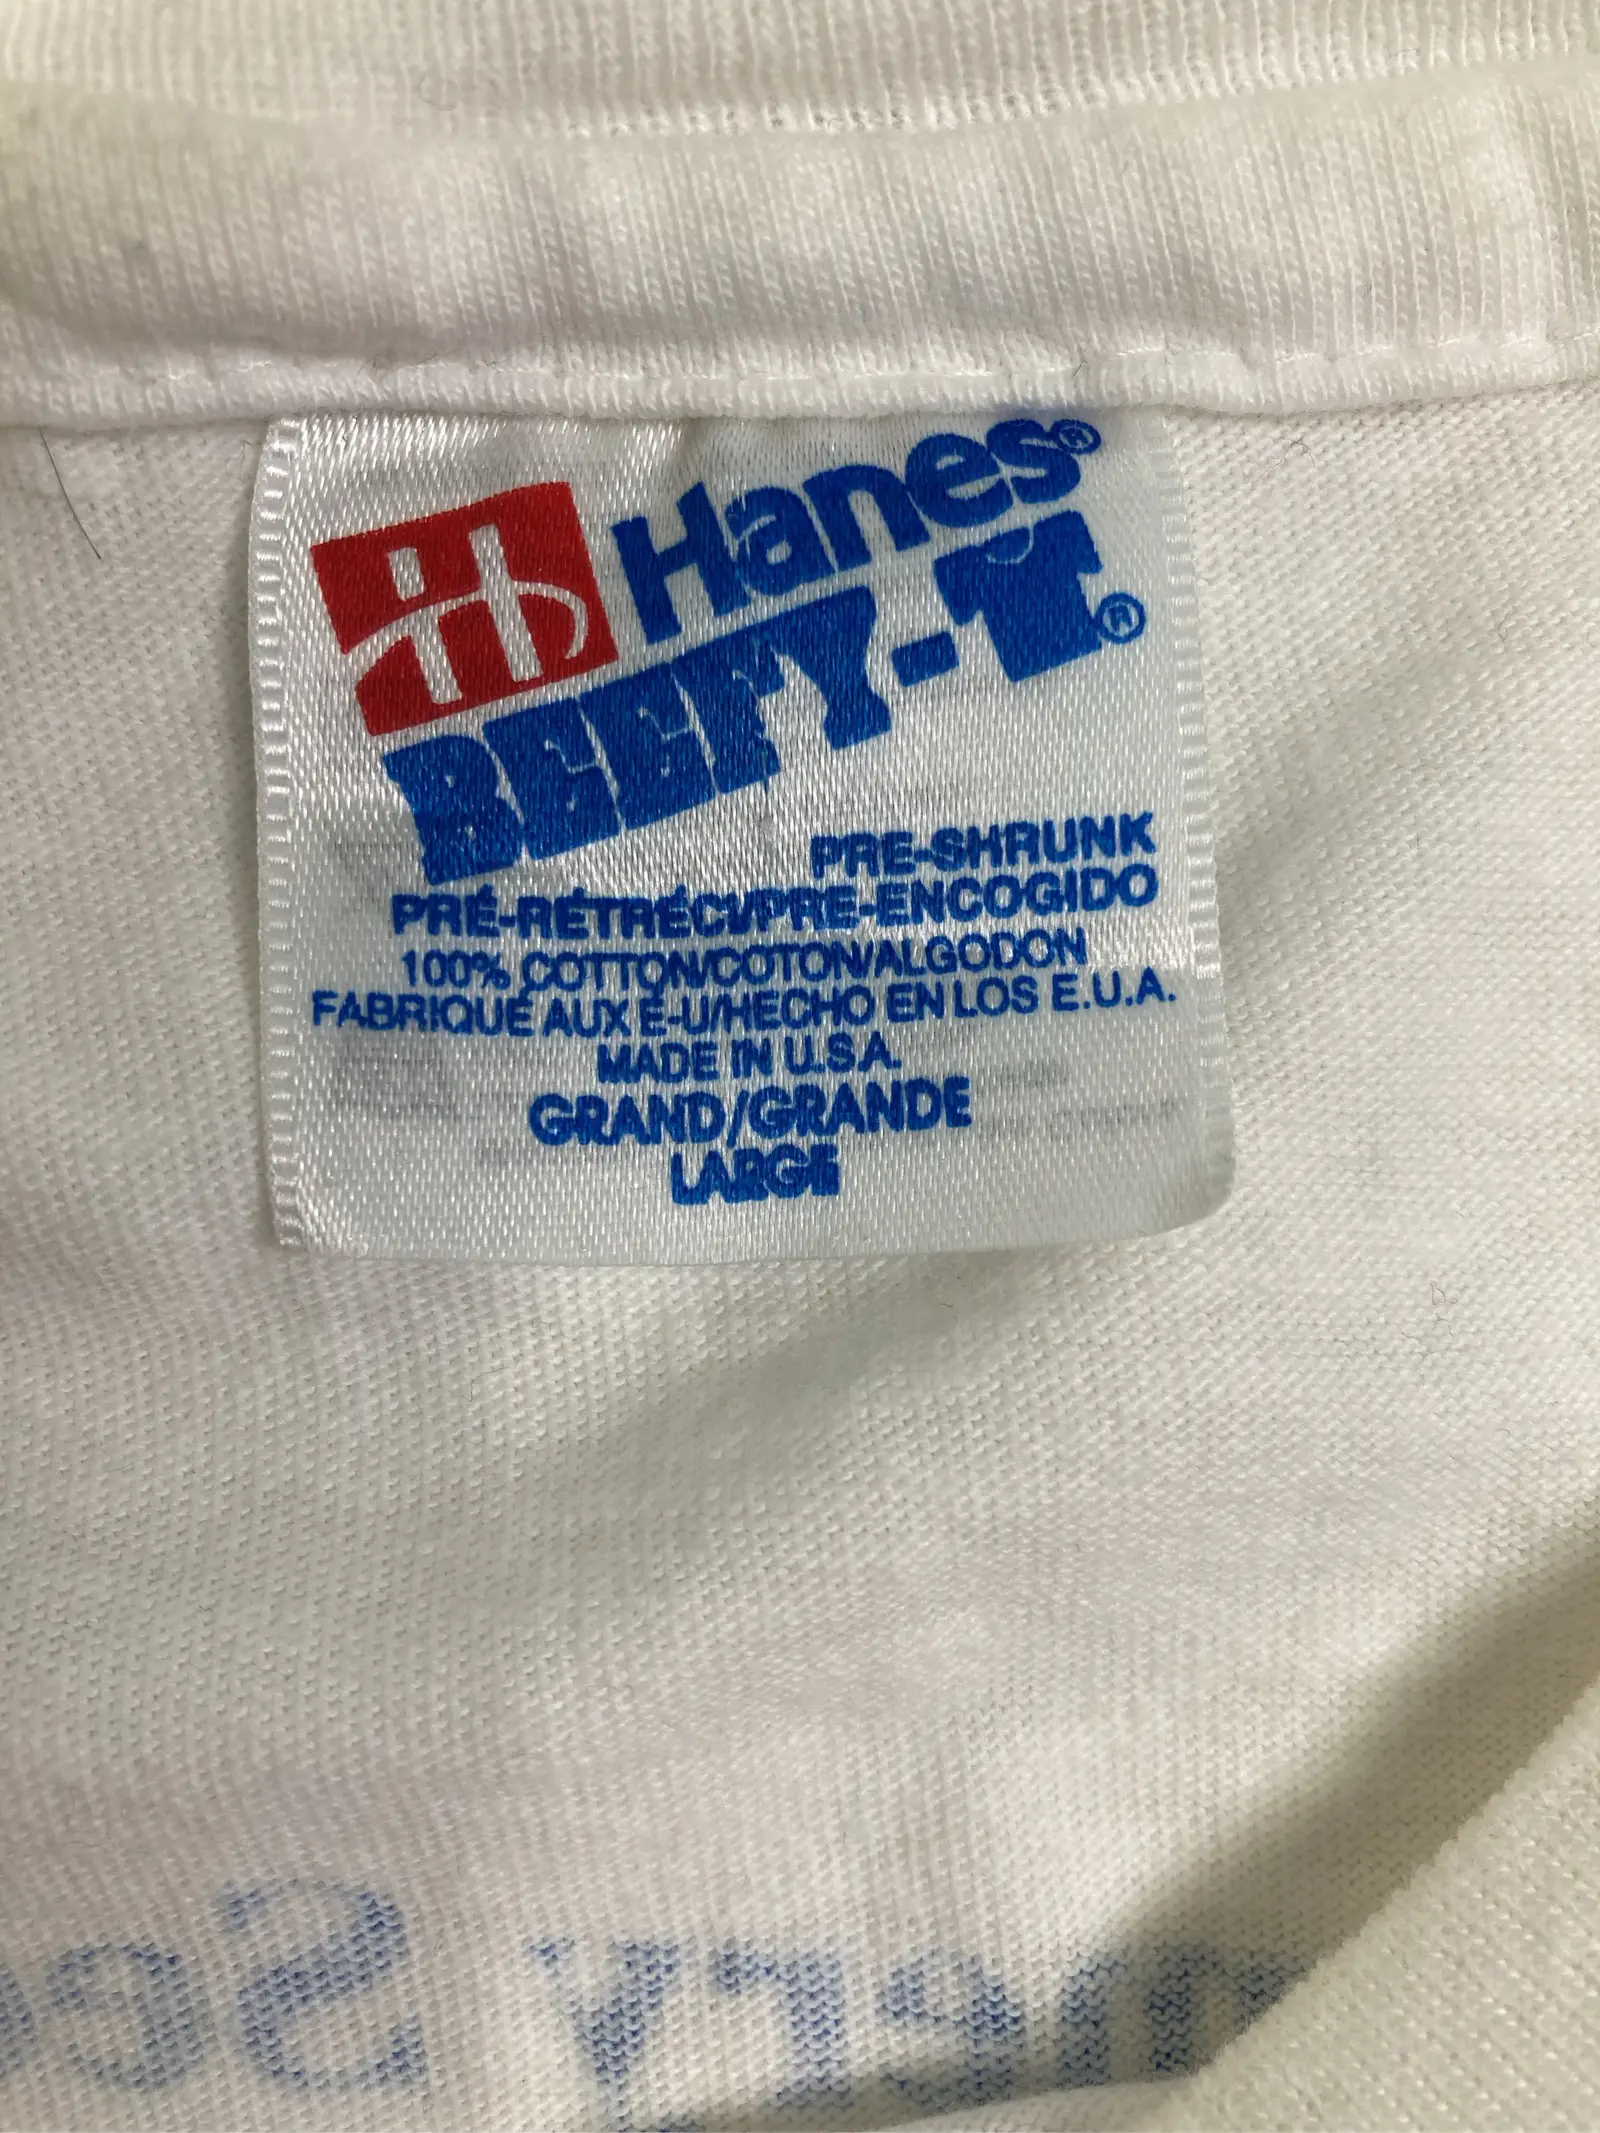 Hanes®
BEEFY-T®
PRE-SHRUNK
PRÉ-RÉTRÉCI/PRE-ENCOGIDO
100% COTTON/COTON/ALGODON
FABRIQUÉ AUX É-U/HECHO EN LOS E.U.A.
MADE IN U.S.A.
GRAND/GRANDE
LARGE